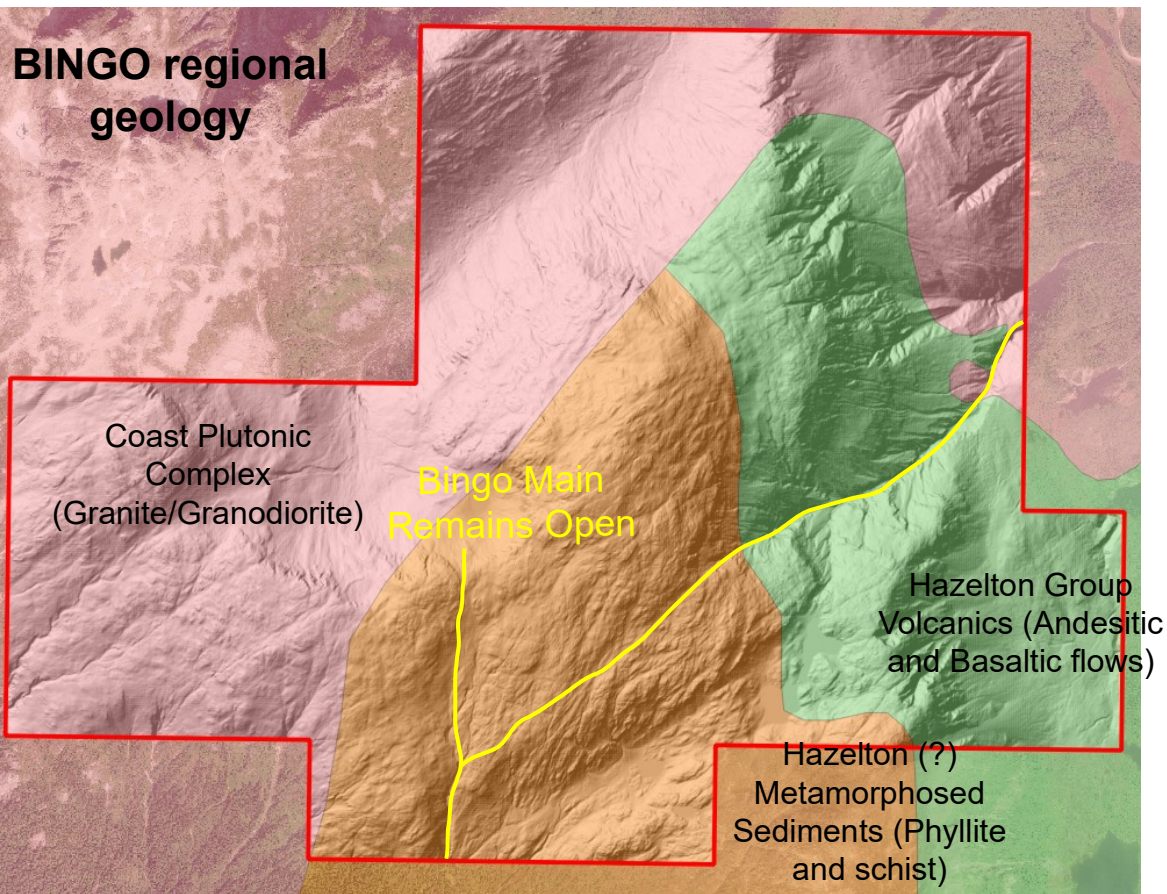 BINGO regional
geology
Coast Plutonic
Complex
(Granite/Granodiorite)
Bingo Main
Remains Open
Hazelton Group
Volcanics (Andesitic
and Basaltic flows)
Hazelton (?)
Metamorphosed
Sediments (Phyllite
and schist)